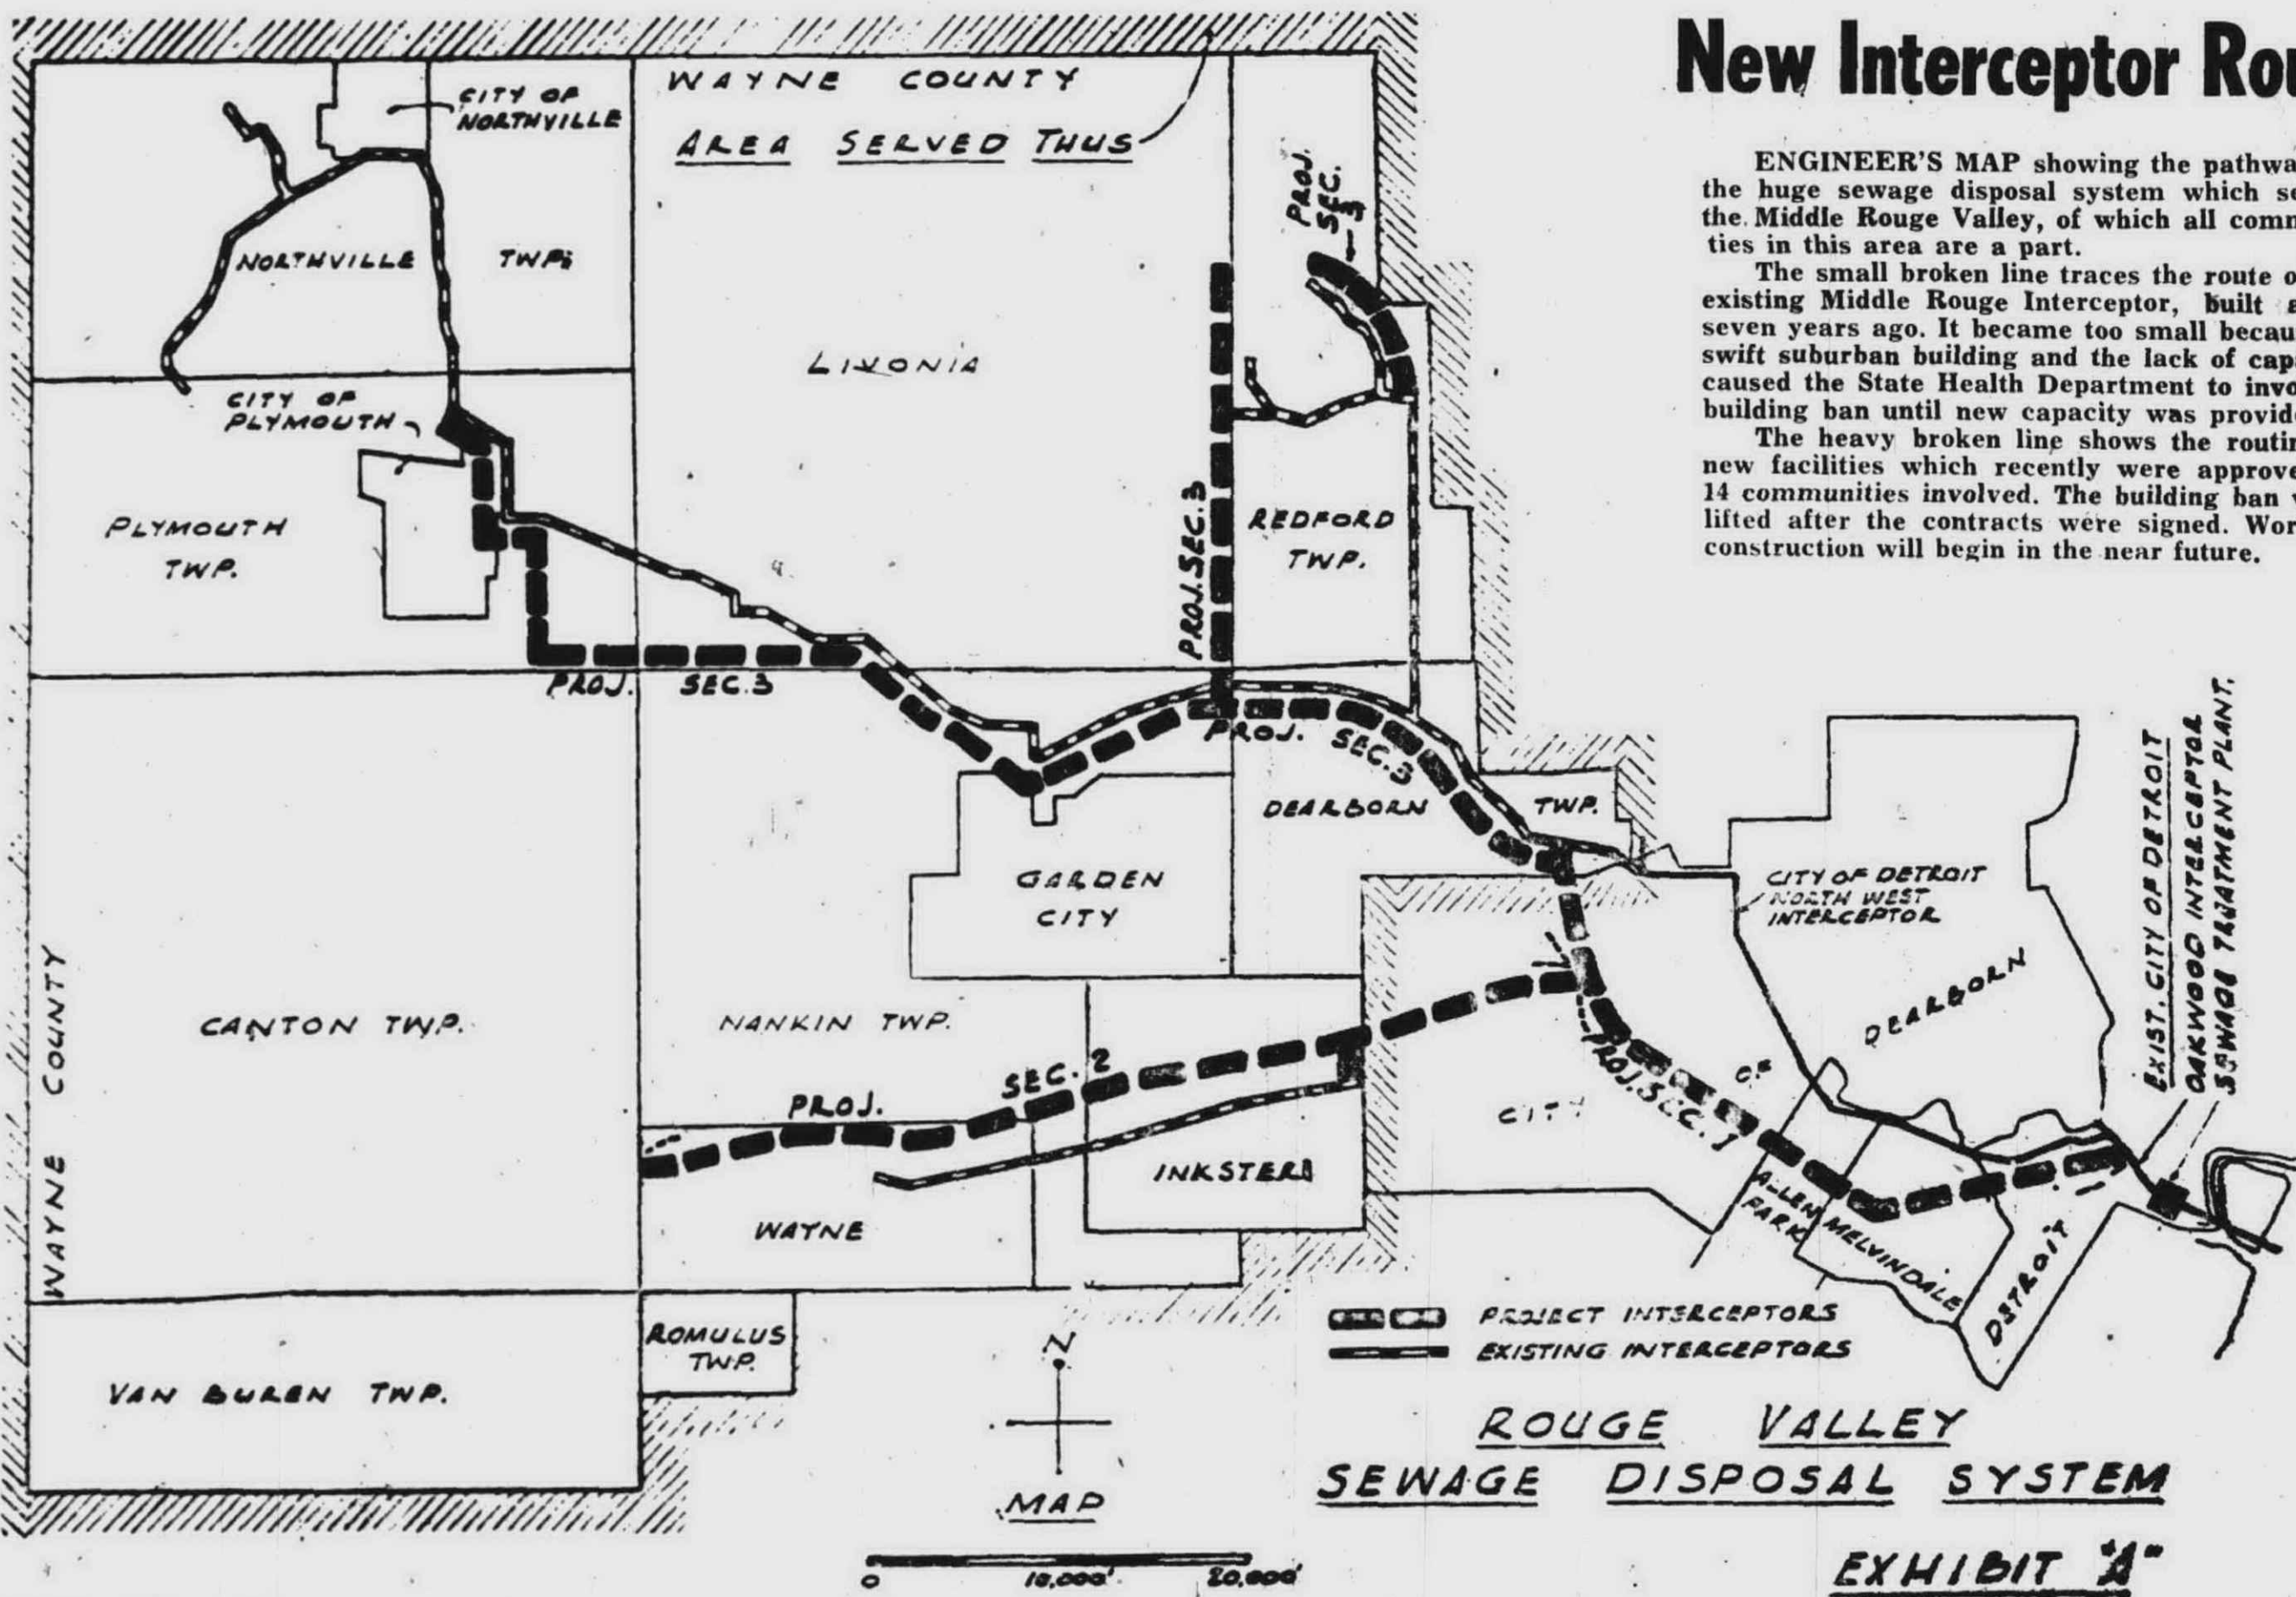 New Interceptor Rou
ENGINEER'S MAP showing the pathwa
the huge sewage disposal system which se
the Middle Rouge Valley, of which all comm
ties in this area are a part.
The small broken line traces the route o
existing Middle Rouge Interceptor, built a
seven years ago. It became too small becau
swift suburban building and the lack of cap
caused the State Health Department to invo
building ban until new capacity was provid
The heavy broken line shows the routin
new facilities which recently were approve
14 communities involved. The building ban w
lifted after the contracts were signed. Wor
construction will begin in the near future.
WAYNE COUNTY
AREA SERVED THUS
CITY OF
NORTHVILLE
NORTHVILLE TWP.
PROJ.
SEC.
3
LIVONIA
CITY OF
PLYMOUTH
PLYMOUTH
TWP.
REDFORD
TWP.
PROJ. SEC. 3
PROJ. SEC. 3
PROJ. SEC. 3
DEARBORN TWP.
GARDEN
CITY
CITY OF DETROIT
NORTH WEST
INTERCEPTOR
EXIST. CITY OF DETROIT
OAKWOOD INTERCEPTOR
SEWAGE TREATMENT PLANT.
WAYNE COUNTY
CANTON TWP.
NANKIN TWP.
PROJ. SEC. 2
PROJ. SEC. 1
CITY OF
DEARBORN
INKSTER
WAYNE
ALLEN
PARK
MELVINDALE
DETROIT
ROMULUS
TWP.
VAN BUREN TWP.
PROJECT INTERCEPTORS
EXISTING INTERCEPTORS
N
MAP
0 10,000' 20,000'
ROUGE VALLEY
SEWAGE DISPOSAL SYSTEM
EXHIBIT "A"